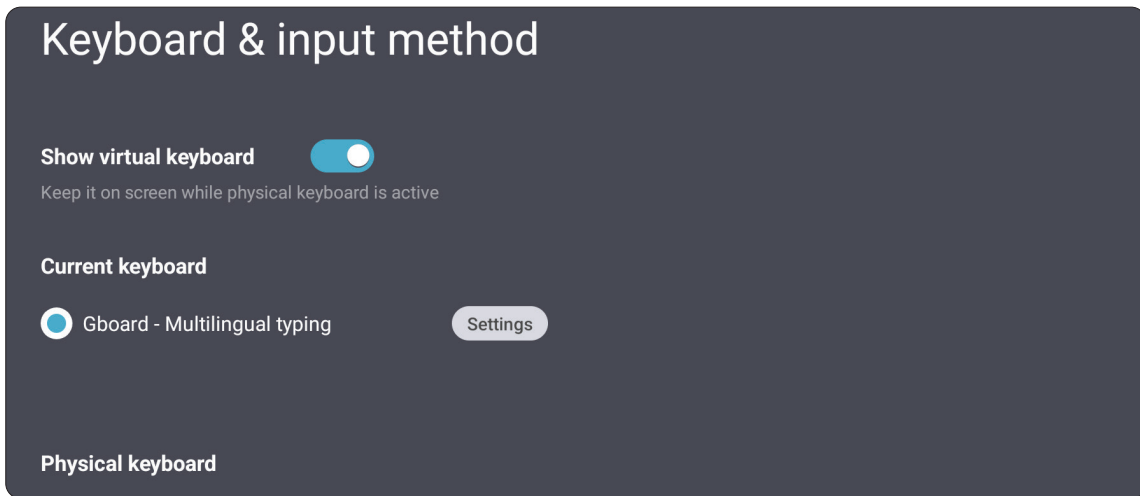 Keyboard & input method
Show virtual keyboard
Keep it on screen while physical keyboard is active
Current keyboard
Gboard - Multilingual typing
Settings
Physical keyboard